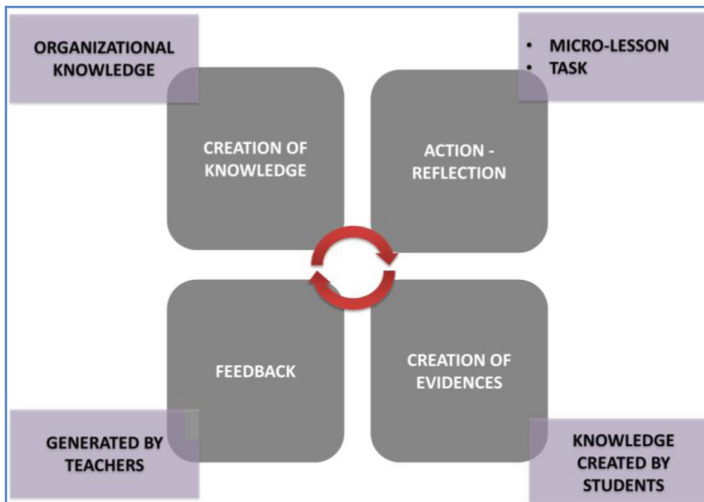 ORGANIZATIONAL
KNOWLEDGE
• MICRO-LESSON
• TASK
CREATION OF
KNOWLEDGE
ACTION -
REFLECTION
FEEDBACK
CREATION OF
EVIDENCES
GENERATED BY
TEACHERS
KNOWLEDGE
CREATED BY
STUDENTS